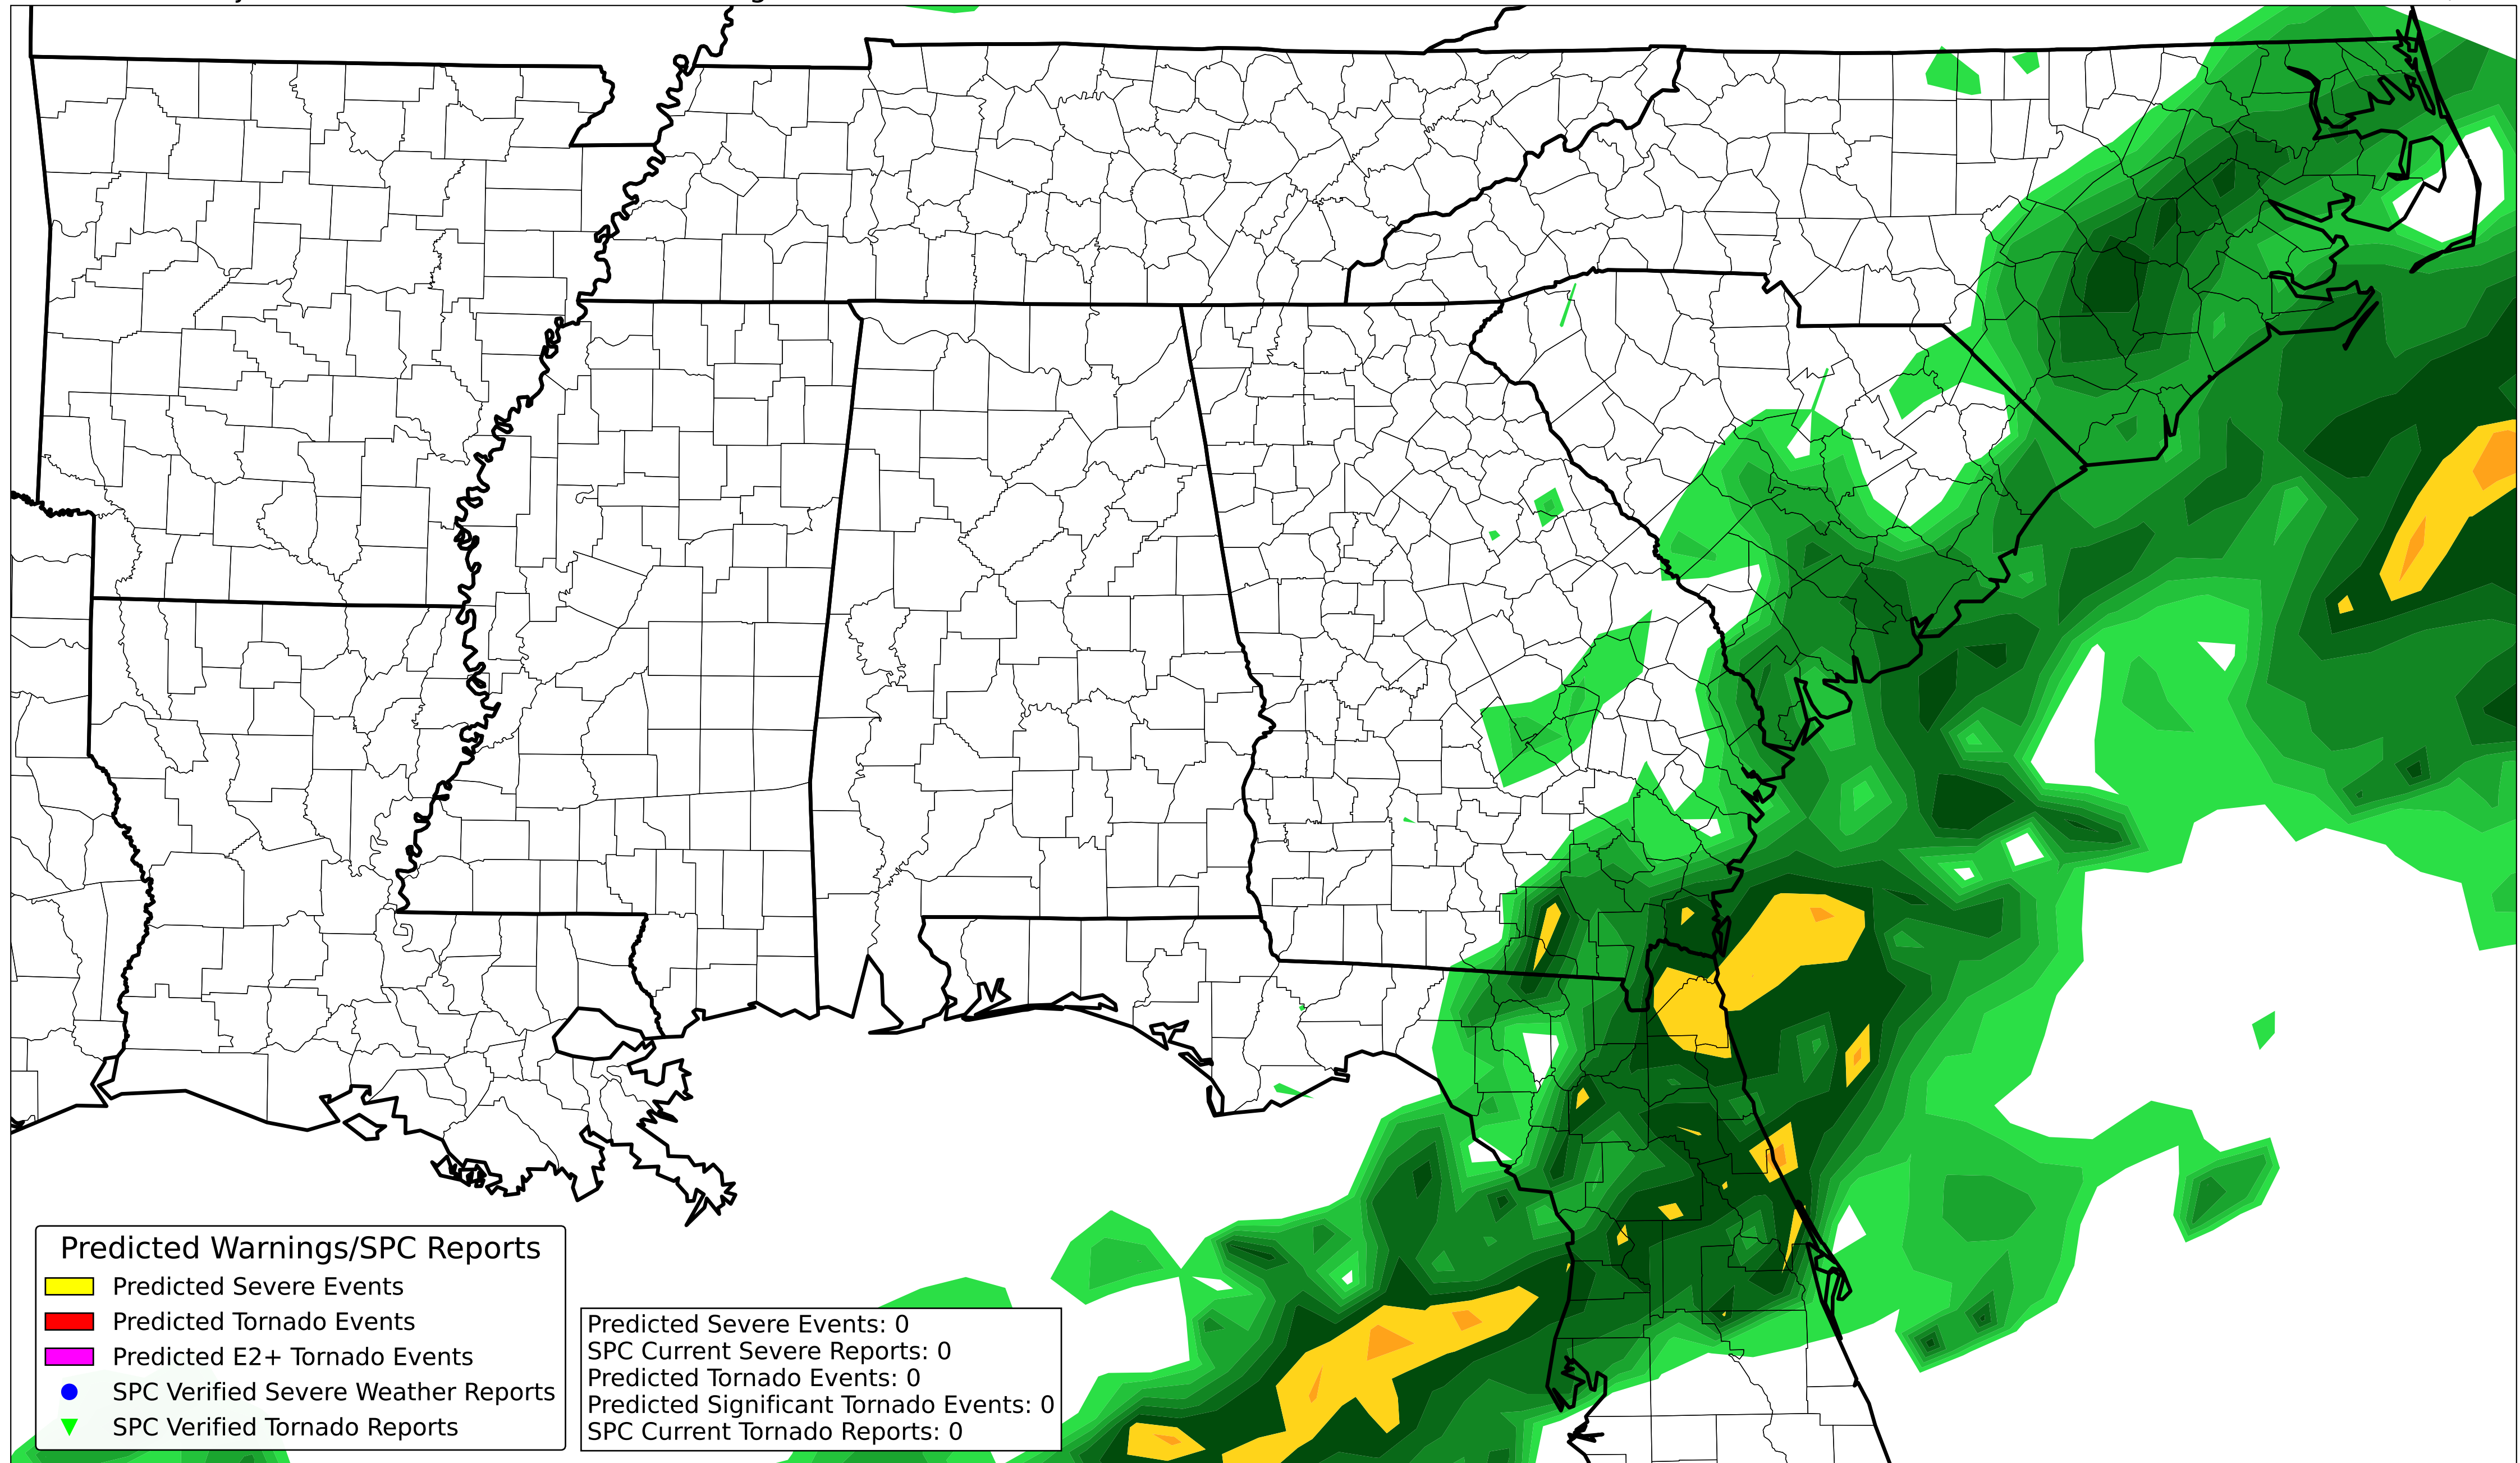 Predicted Warnings/SPC Reports
Predicted Severe Events
Predicted Tornado Events
Predicted E2+ Tornado Events
SPC Verified Severe Weather Reports
SPC Verified Tornado Reports
Predicted Severe Events: 0
SPC Current Severe Reports: 0
Predicted Tornado Events: 0
Predicted Significant Tornado Events: 0
SPC Current Tornado Reports: 0